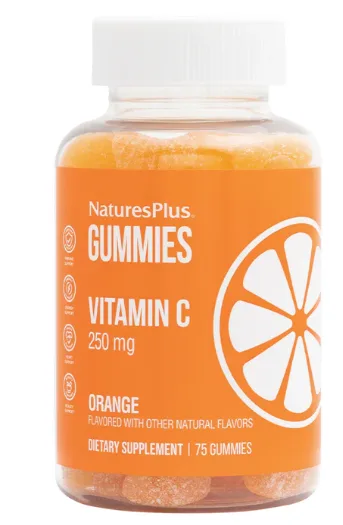 NaturesPlus
GUMMIES
VITAMIN C
250 mg
ORANGE
FLAVORED WITH OTHER NATURAL FLAVORS
DIETARY SUPPLEMENT | 75 GUMMIES